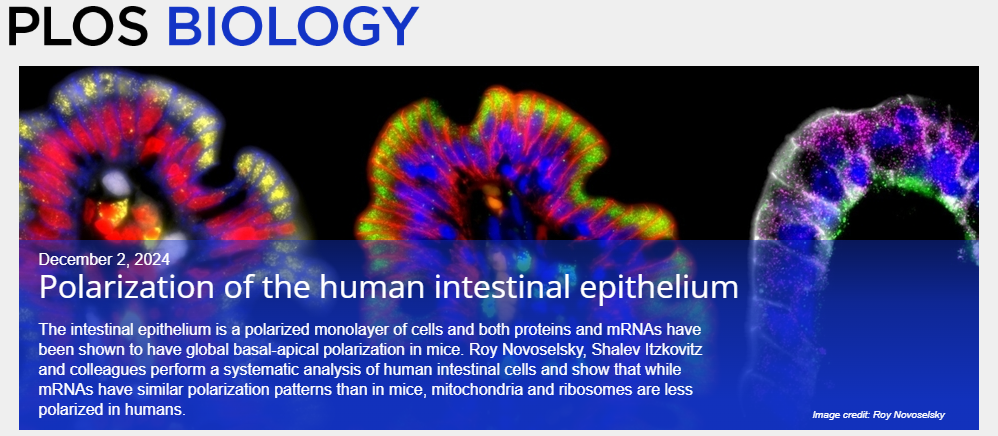 PLOS BIOLOGY
December 2, 2024
Polarization of the human intestinal epithelium
The intestinal epithelium is a polarized monolayer of cells and both proteins and mRNAs have
been shown to have global basal-apical polarization in mice. Roy Novoselsky, Shalev Itzkovitz
and colleagues perform a systematic analysis of human intestinal cells and show that while
mRNAs have similar polarization patterns than in mice, mitochondria and ribosomes are less
polarized in humans.
Image credit: Roy Novoselsky